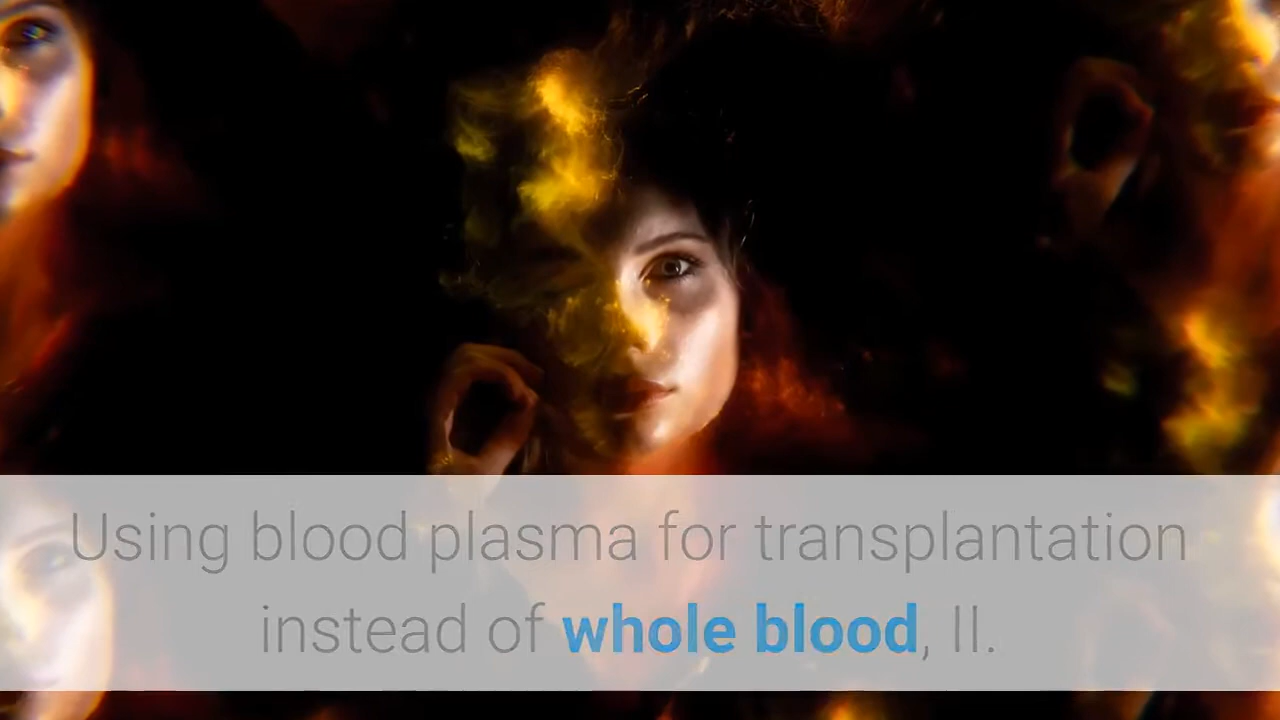 Using blood plasma for transplantation
instead of whole blood, II.